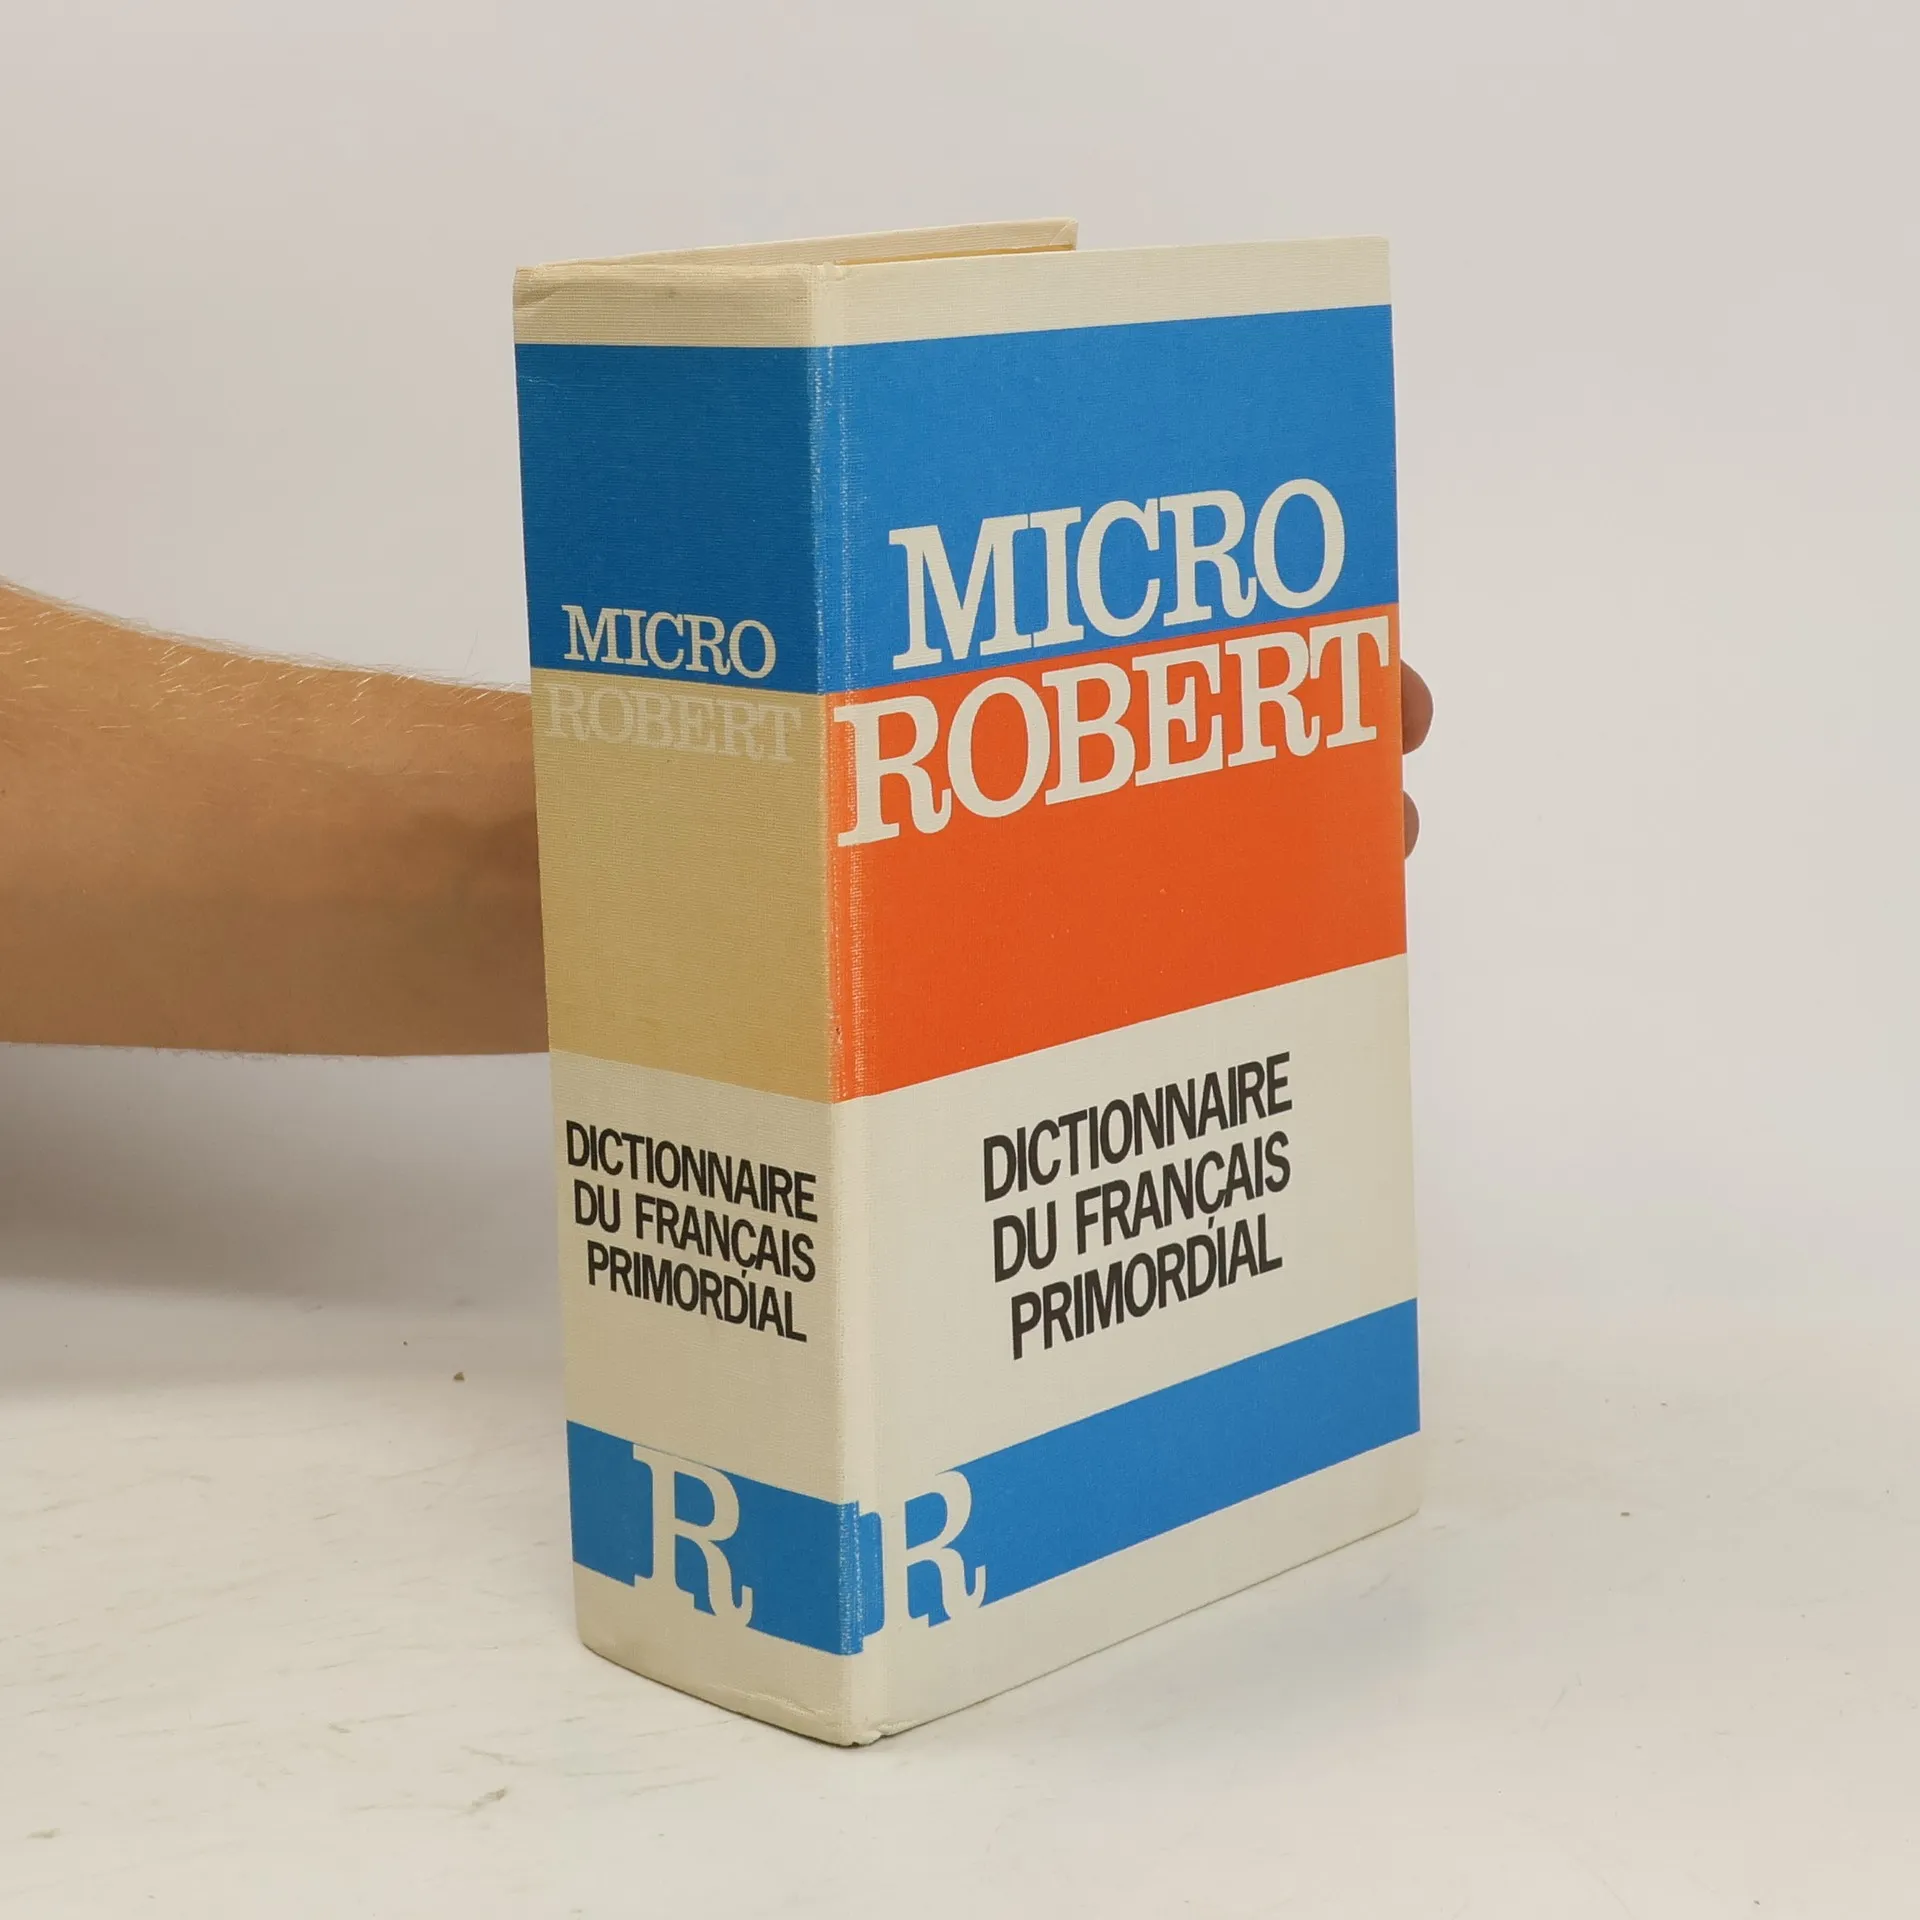 MICRO
ROBERT
DICTIONNAIRE
DU FRANÇAIS
PRIMORDIAL
R
MICRO
ROBERT
DICTIONNAIRE
DU FRANÇAIS
PRIMORDIAL
R